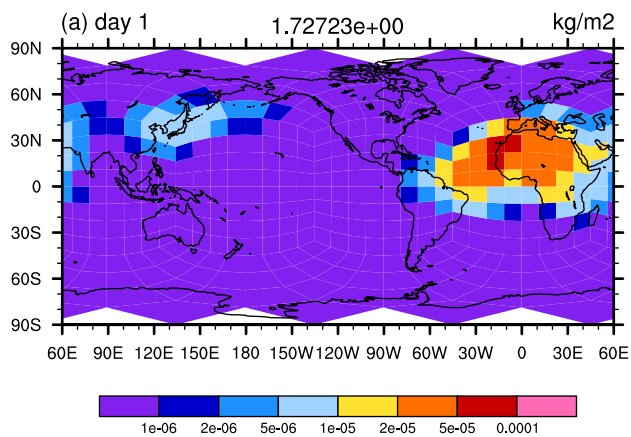 (a) day 1 1.72723e+00 kg/m2
90N
60N
30N
0
30S
60S
90S
60E 90E 120E 150E 180 150W 120W 90W 60W 30W 0 30E 60E
1e-06 2e-06 5e-06 1e-05 2e-05 5e-05 0.0001